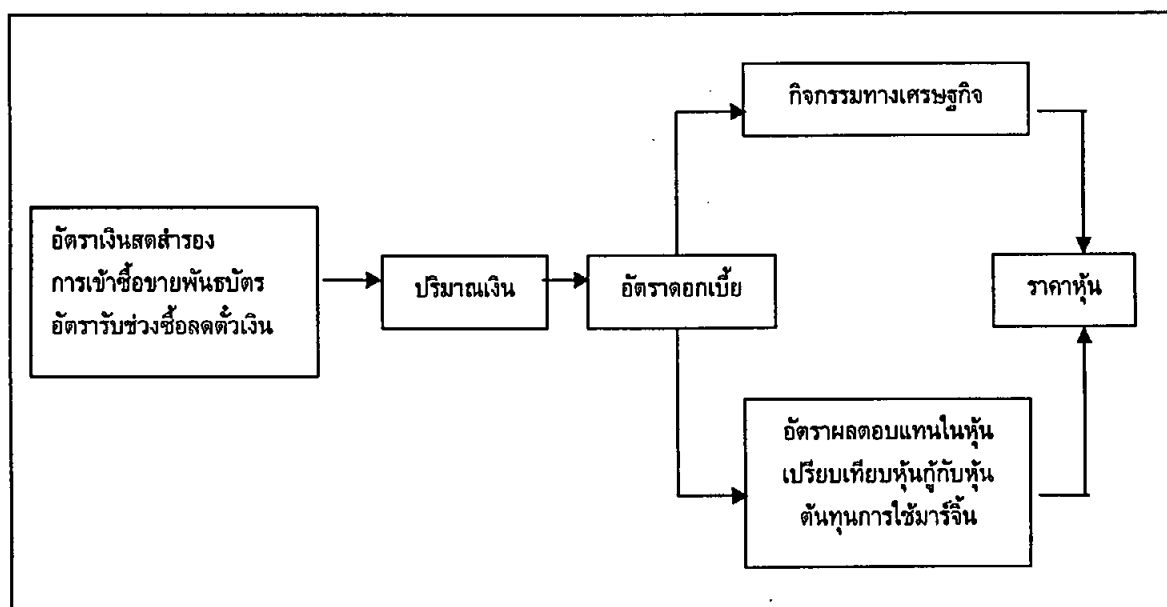 กิจกรรมทางเศรษฐกิจ
อัตราเงินสดสำรอง
การเข้าซื้อขายพันธบัตร
อัตรารับช่วงซื้อลดตั๋วเงิน
ปริมาณเงิน
อัตราดอกเบี้ย
ราคาหุ้น
อัตราผลตอบแทนในหุ้น
เปรียบเทียบหุ้นกู้กับหุ้น
ต้นทุนการใช้มาร์จิ้น